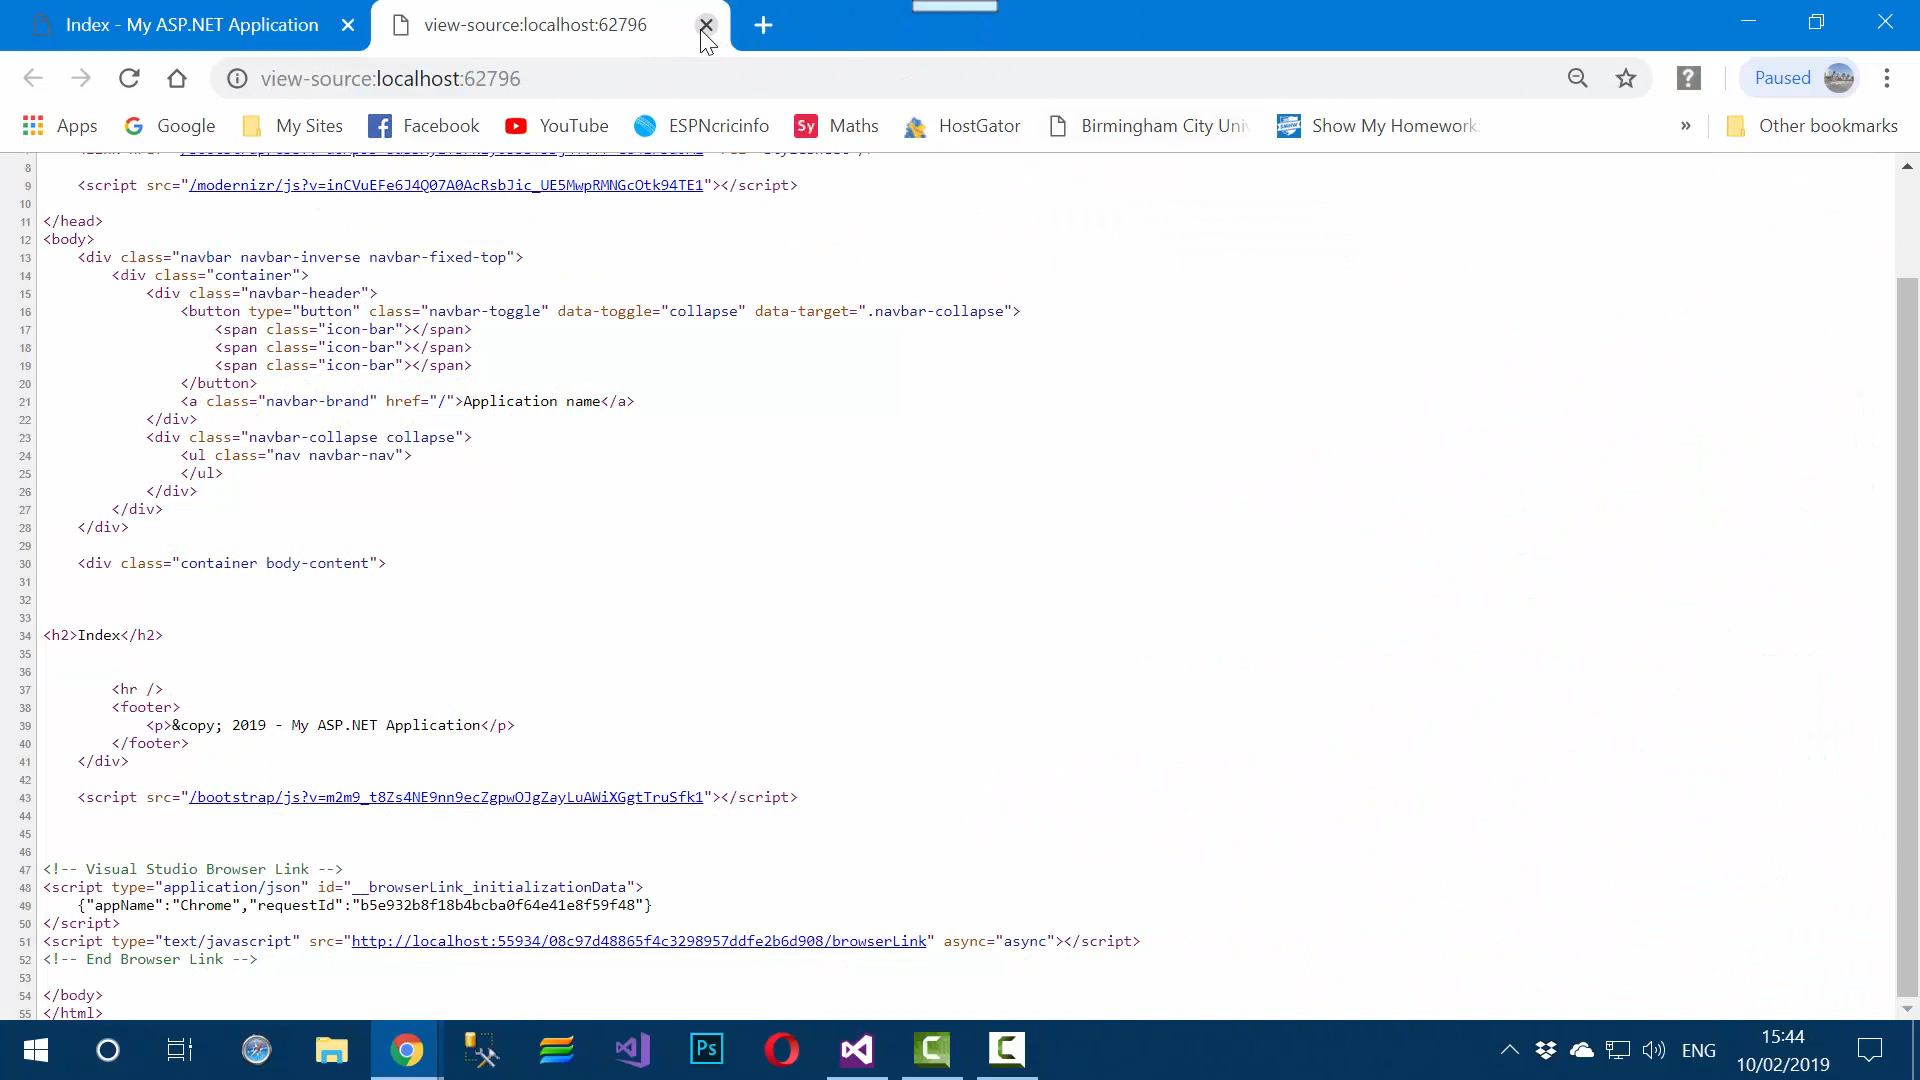 Index - My ASP.NET Application
view-source:localhost:62796
view-source:localhost:62796
Paused
Apps
Google
My Sites
Facebook
YouTube
ESPNcricinfo
Sy Maths
HostGator
Birmingham City Uni
Show My Homework
»
Other bookmarks
8
9 <script src="/modernizr/js?v=inCVuEFe6J4Q07A0AcRsbJic_UE5MwpRMNGcOtk94TE1"></script>
10
11 </head>
12 <body>
13 <div class="navbar navbar-inverse navbar-fixed-top">
14 <div class="container">
15 <div class="navbar-header">
16 <button type="button" class="navbar-toggle" data-toggle="collapse" data-target=".navbar-collapse">
17 <span class="icon-bar"></span>
18 <span class="icon-bar"></span>
19 <span class="icon-bar"></span>
20 </button>
21 <a class="navbar-brand" href="/">Application name</a>
22 </div>
23 <div class="navbar-collapse collapse">
24 <ul class="nav navbar-nav">
25 </ul>
26 </div>
27 </div>
28 </div>
29
30 <div class="container body-content">
31
32
33
34 <h2>Index</h2>
35
36
37 <hr />
38 <footer>
39 <p>&copy; 2019 - My ASP.NET Application</p>
40 </footer>
41 </div>
42
43 <script src="/bootstrap/js?v=m2m9_t8Zs4NE9nn9ecZgpwOJgZayLuAWiXGgtTruSfk1"></script>
44
45
46
47 <!-- Visual Studio Browser Link -->
48 <script type="application/json" id="__browserLink_initializationData">
49 {"appName":"Chrome","requestId":"b5e932b8f18b4bcba0f64e41e8f59f48"}
50 </script>
51 <script type="text/javascript" src="http://localhost:55934/08c97d48865f4c3298957ddfe2b6d908/browserLink" async="async"></script>
52 <!-- End Browser Link -->
53
54 </body>
55 </html>
Ps
ENG
15:44
10/02/2019